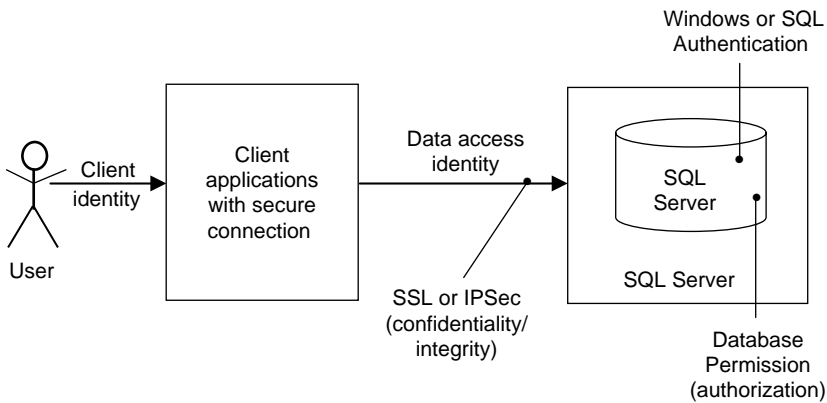 Windows or SQL
Authentication
Client
identity
User
Client
applications
with secure
connection
Data access
identity
SSL or IPSec
(confidentiality/
integrity)
SQL
Server
SQL Server
Database
Permission
(authorization)